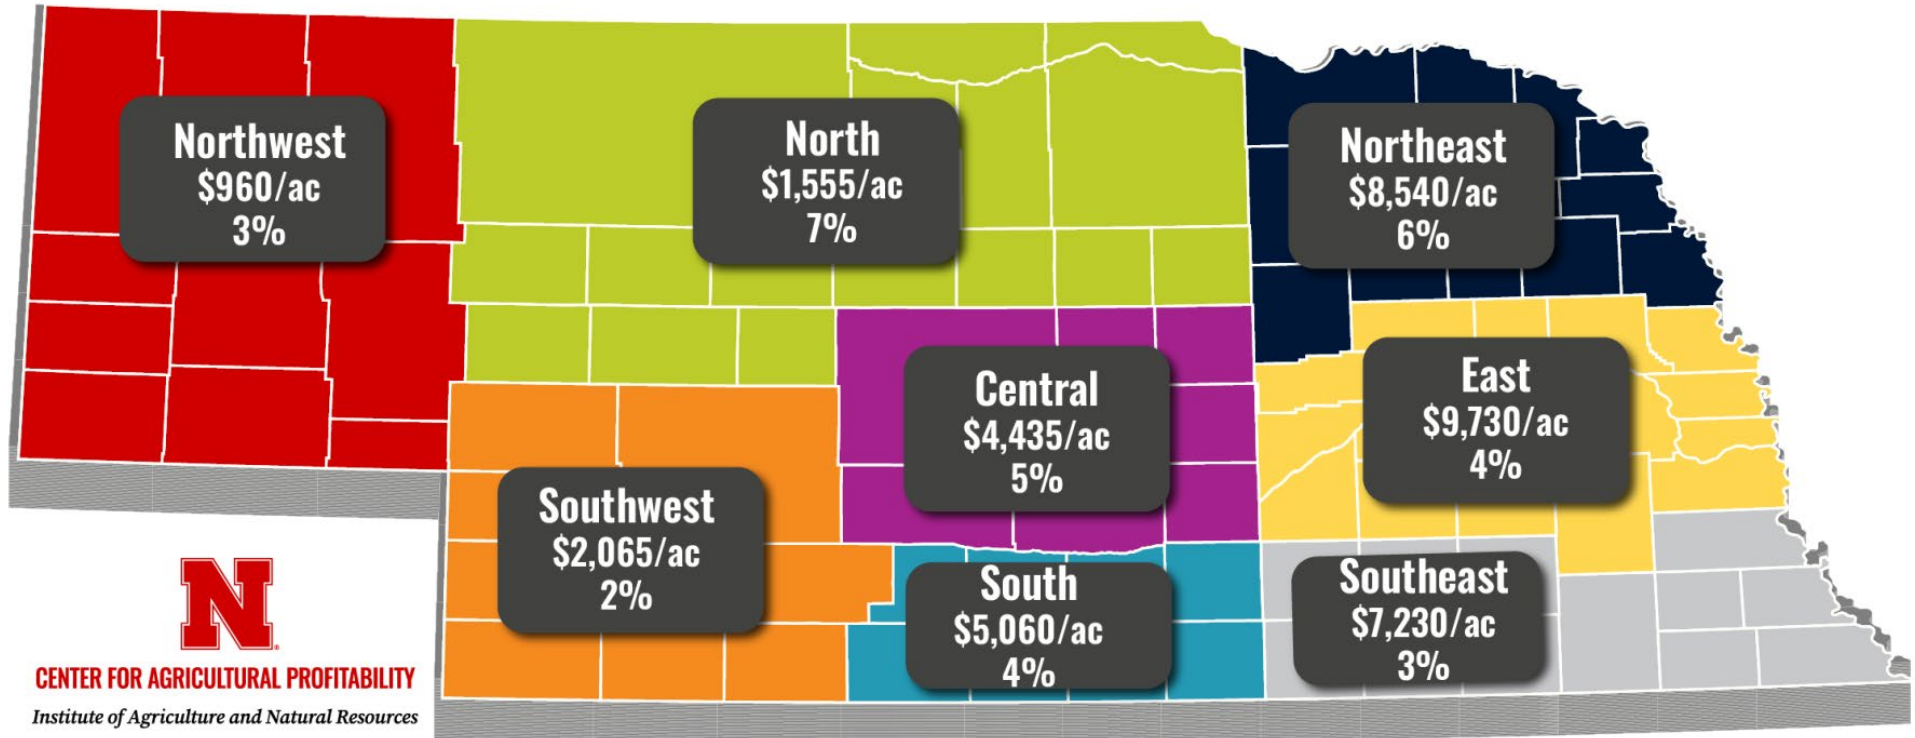 Northwest
$960/ac
3%
North
$1,555/ac
7%
Northeast
$8,540/ac
6%
Central
$4,435/ac
5%
East
$9,730/ac
4%
Southwest
$2,065/ac
2%
South
$5,060/ac
4%
Southeast
$7,230/ac
3%
N
CENTER FOR AGRICULTURAL PROFITABILITY
Institute of Agriculture and Natural Resources